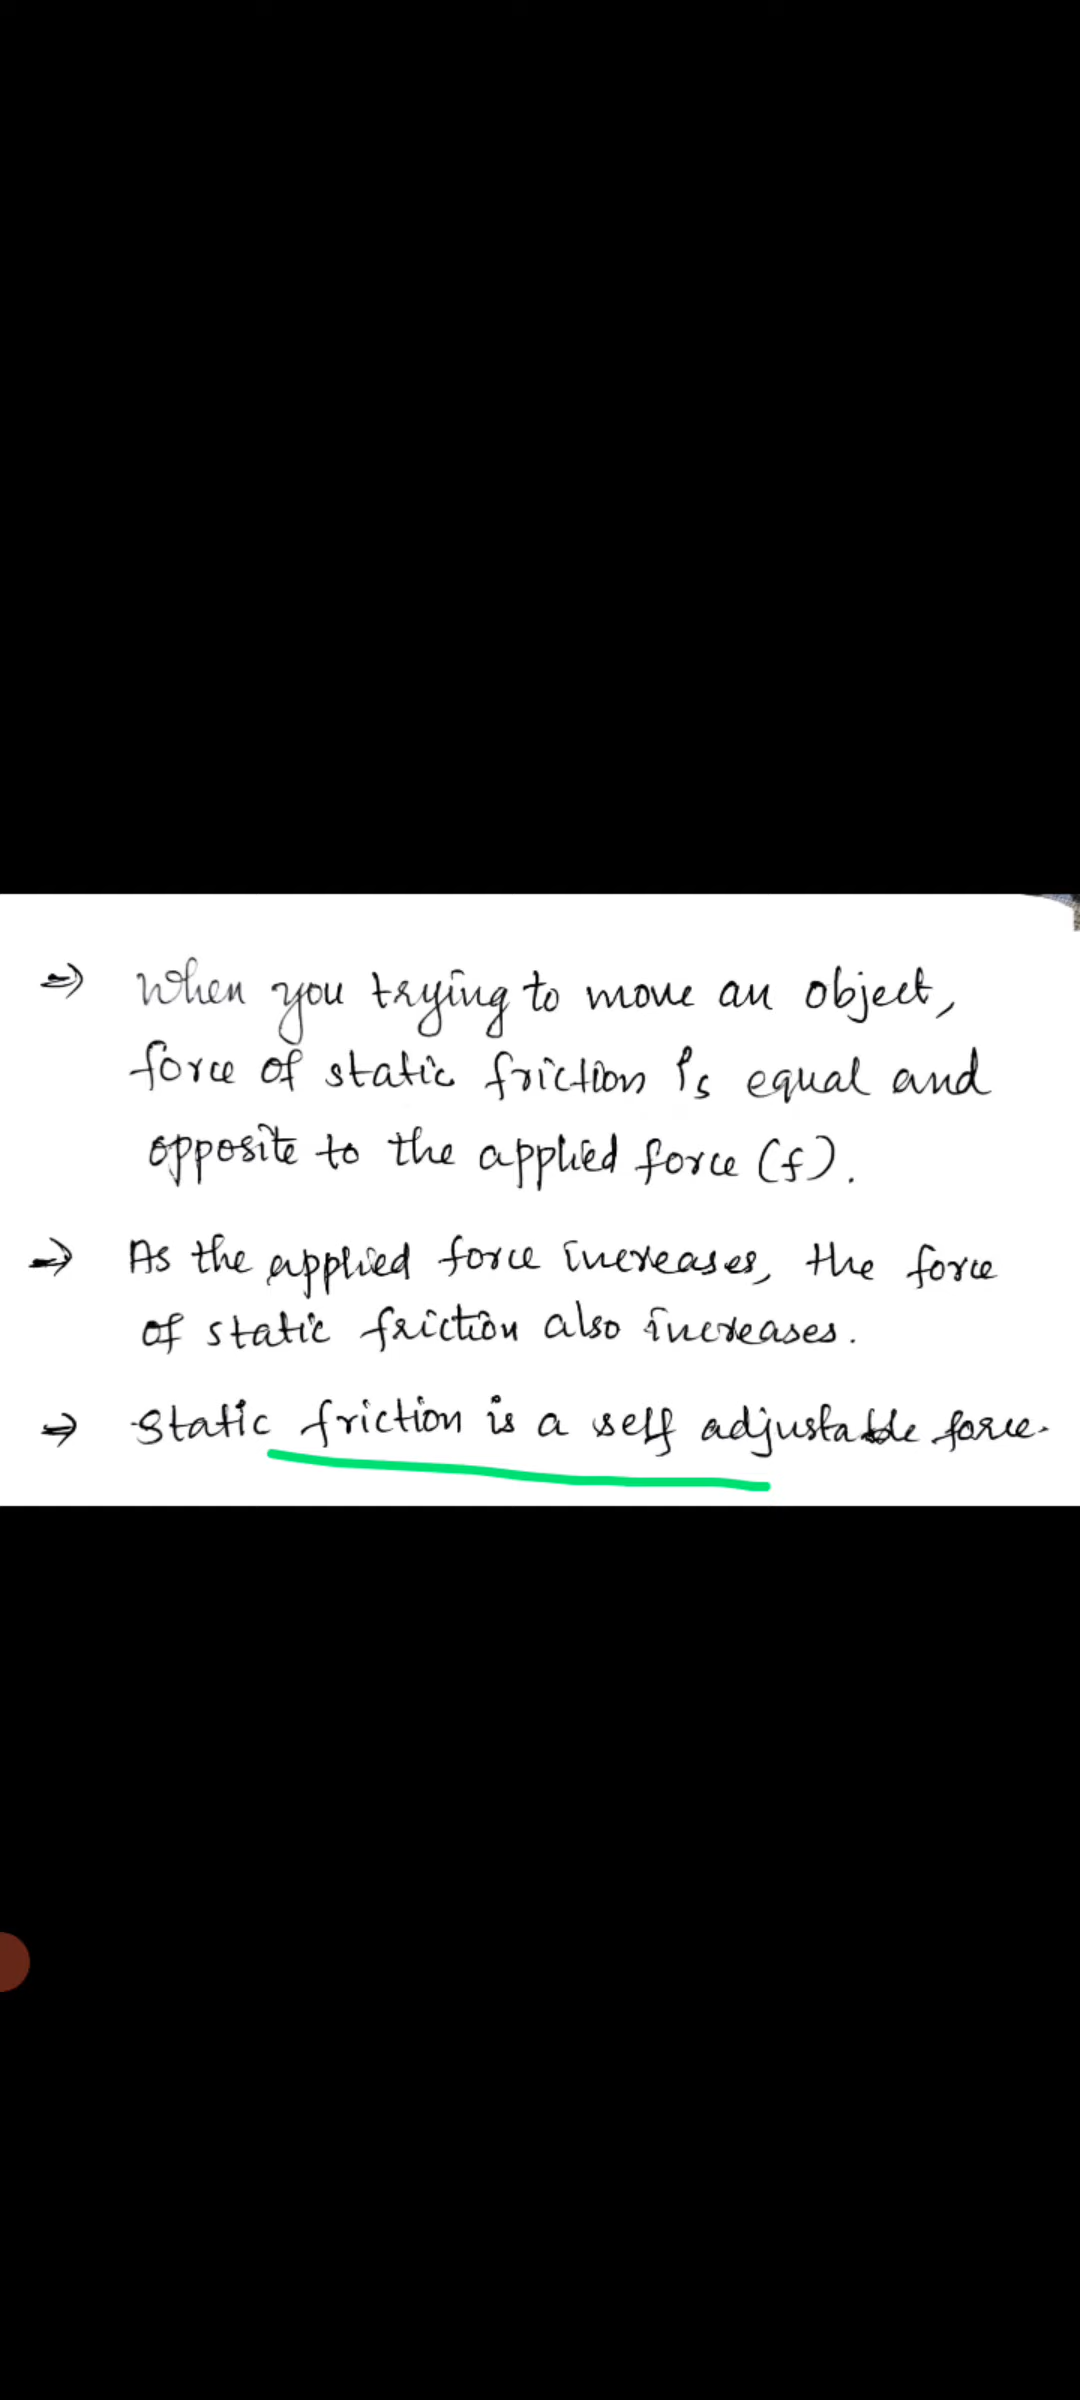 ⇒ When you trying to move an object,
force of static friction is equal and
opposite to the applied force (f).
⇒ As the applied force increases, the force
of static friction also increases.
⇒ Static friction is a self adjustable force.